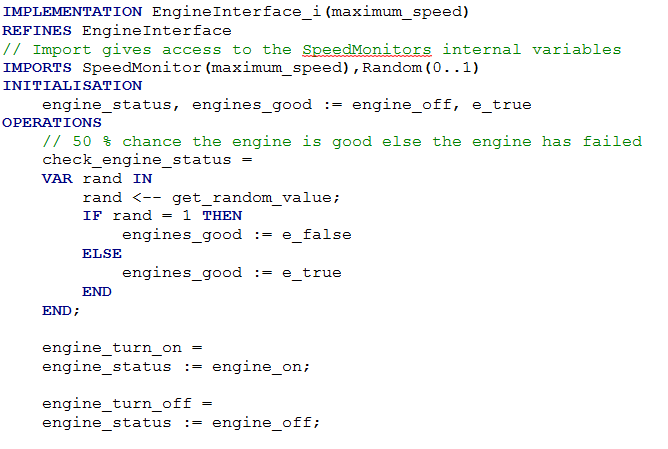 IMPLEMENTATION EngineInterface_i(maximum_speed)
REFINES EngineInterface
// Import gives access to the SpeedMonitors internal variables
IMPORTS SpeedMonitor(maximum_speed),Random(0..1)
INITIALISATION
    engine_status, engines_good := engine_off, e_true
OPERATIONS
    // 50 % chance the engine is good else the engine has failed
    check_engine_status =
    VAR rand IN
        rand <-- get_random_value;
        IF rand = 1 THEN
            engines_good := e_false
        ELSE
            engines_good := e_true
        END
    END;

    engine_turn_on =
    engine_status := engine_on;

    engine_turn_off =
    engine_status := engine_off;